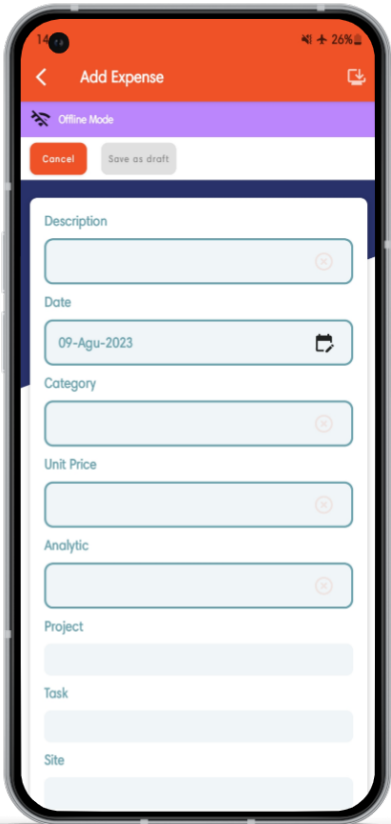 26%
Add Expense
Offline Mode
Cancel
Save as draft
Description
Date
09-Agu-2023
Category
Unit Price
Analytic
Project
Task
Site